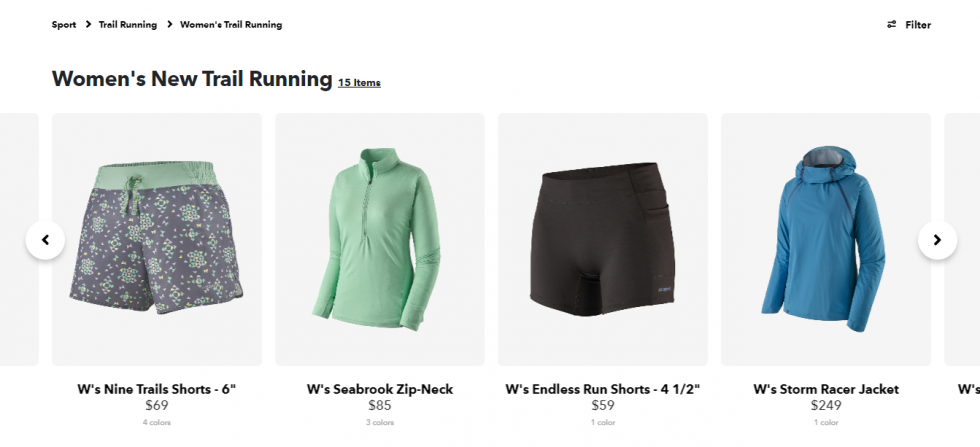 Sport > Trail Running > Women's Trail Running
Filter
Women's New Trail Running 15 Items
W's Nine Trails Shorts - 6" W's Seabrook Zip-Neck W's Endless Run Shorts - 4 1/2" W's Storm Racer Jacket W's
$69 $85 $59 $249
4 colors 3 colors 1 color 1 color